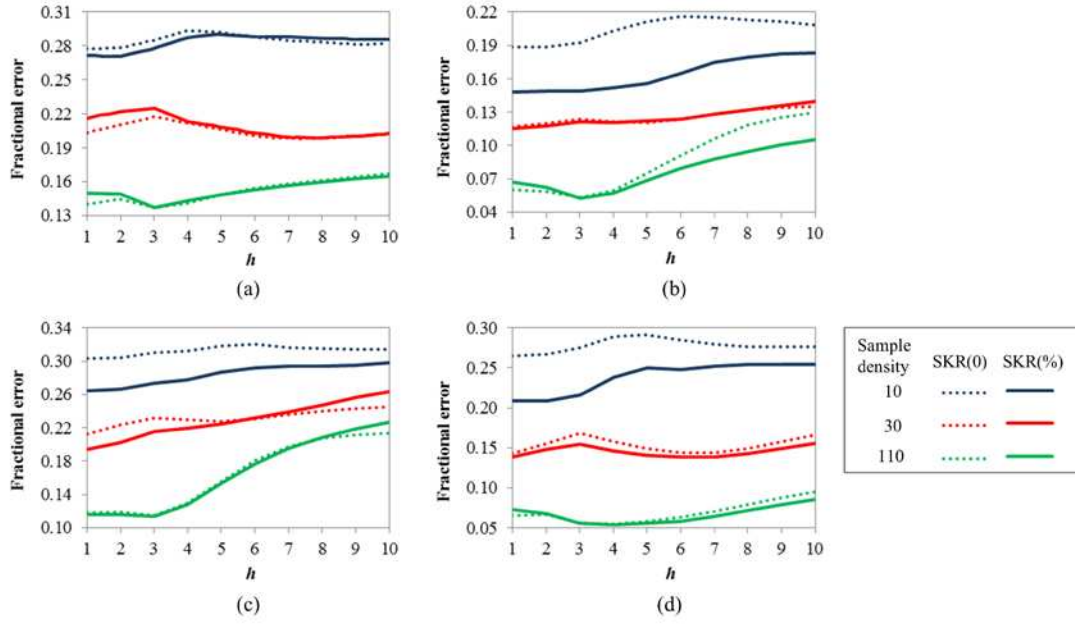 Fractional error
0.31
0.28
0.25
0.22
0.19
0.16
0.13
1 2 3 4 5 6 7 8 9 10
h
(a)
Fractional error
0.22
0.19
0.16
0.13
0.10
0.07
0.04
1 2 3 4 5 6 7 8 9 10
h
(b)
Fractional error
0.34
0.30
0.26
0.22
0.18
0.14
0.10
1 2 3 4 5 6 7 8 9 10
h
(c)
Fractional error
0.30
0.25
0.20
0.15
0.10
0.05
1 2 3 4 5 6 7 8 9 10
h
(d)
Sample
density SKR(0) SKR(%)
10
30
110